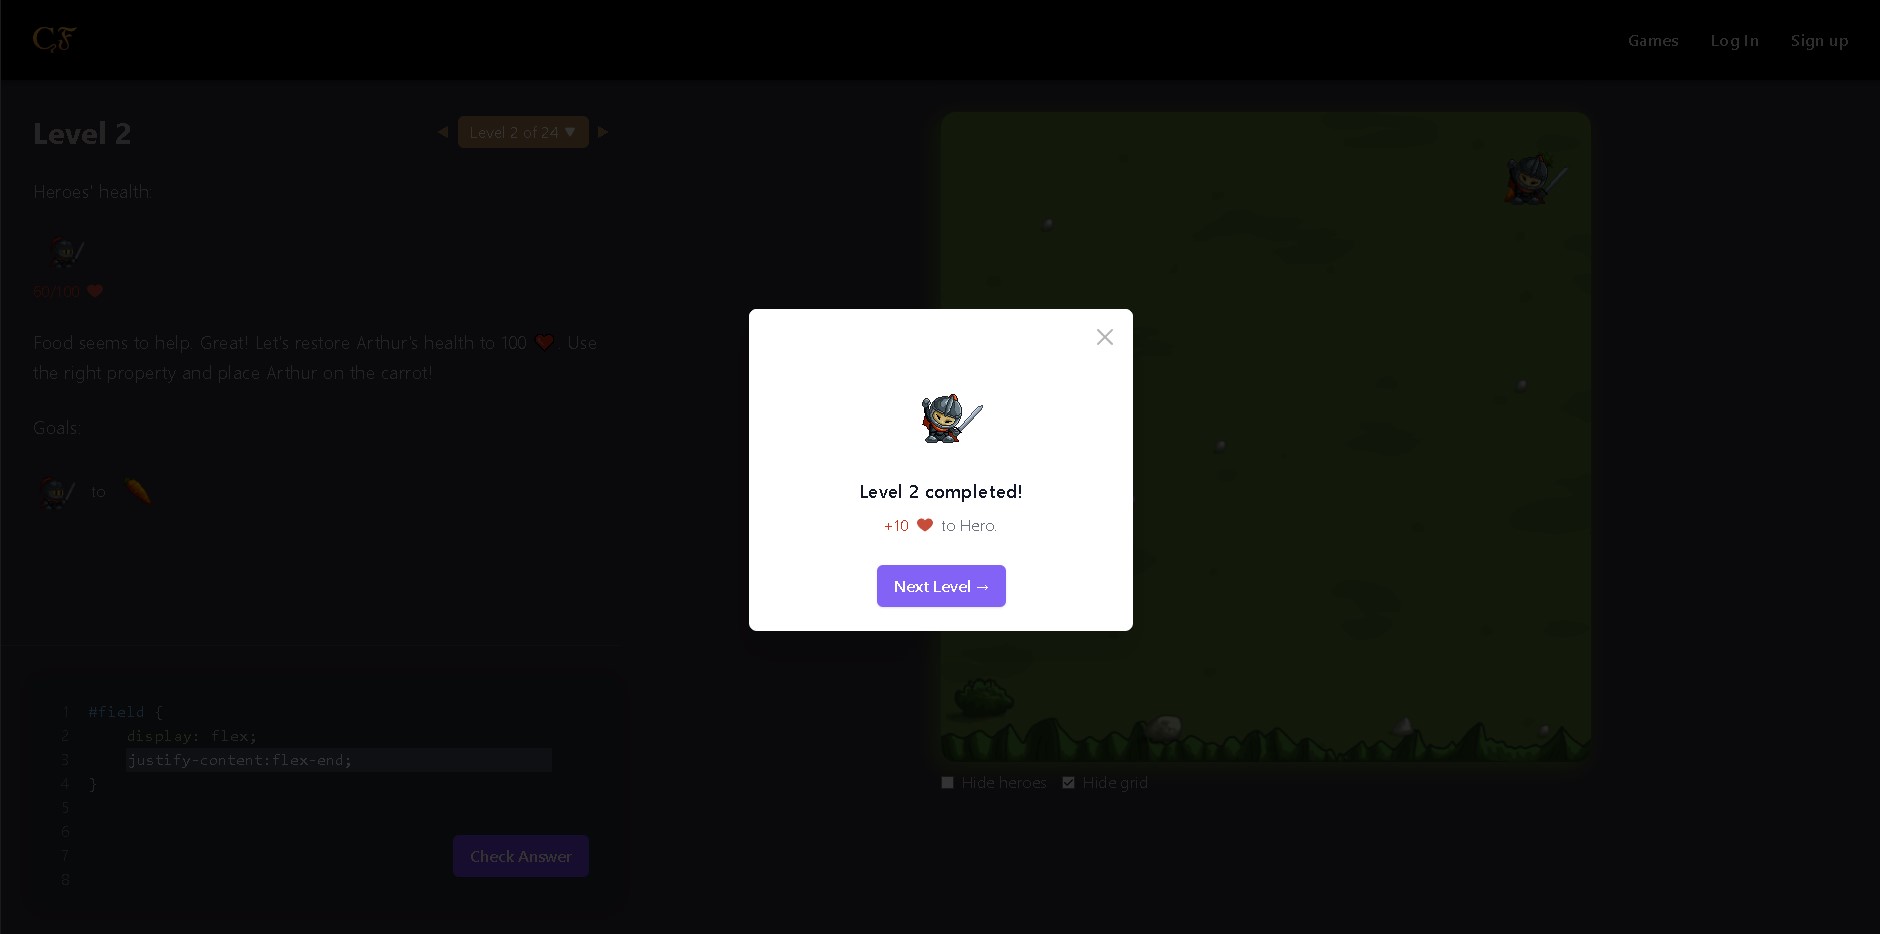 CF
Games
Log In
Sign up
Level 2
◀ Level 2 of 24 ▼ ▶
Heroes' health:
60/100 ❤
Food seems to help. Great! Let's restore Arthur's health to 100 ❤. Use
the right property and place Arthur on the carrot!
Goals:
to
Level 2 completed!
+10 ❤ to Hero.
Next Level →
1 #field {
2 display: flex;
3 justify-content:flex-end;
4 }
5
6
7
8
Check Answer
Hide heroes
Hide grid